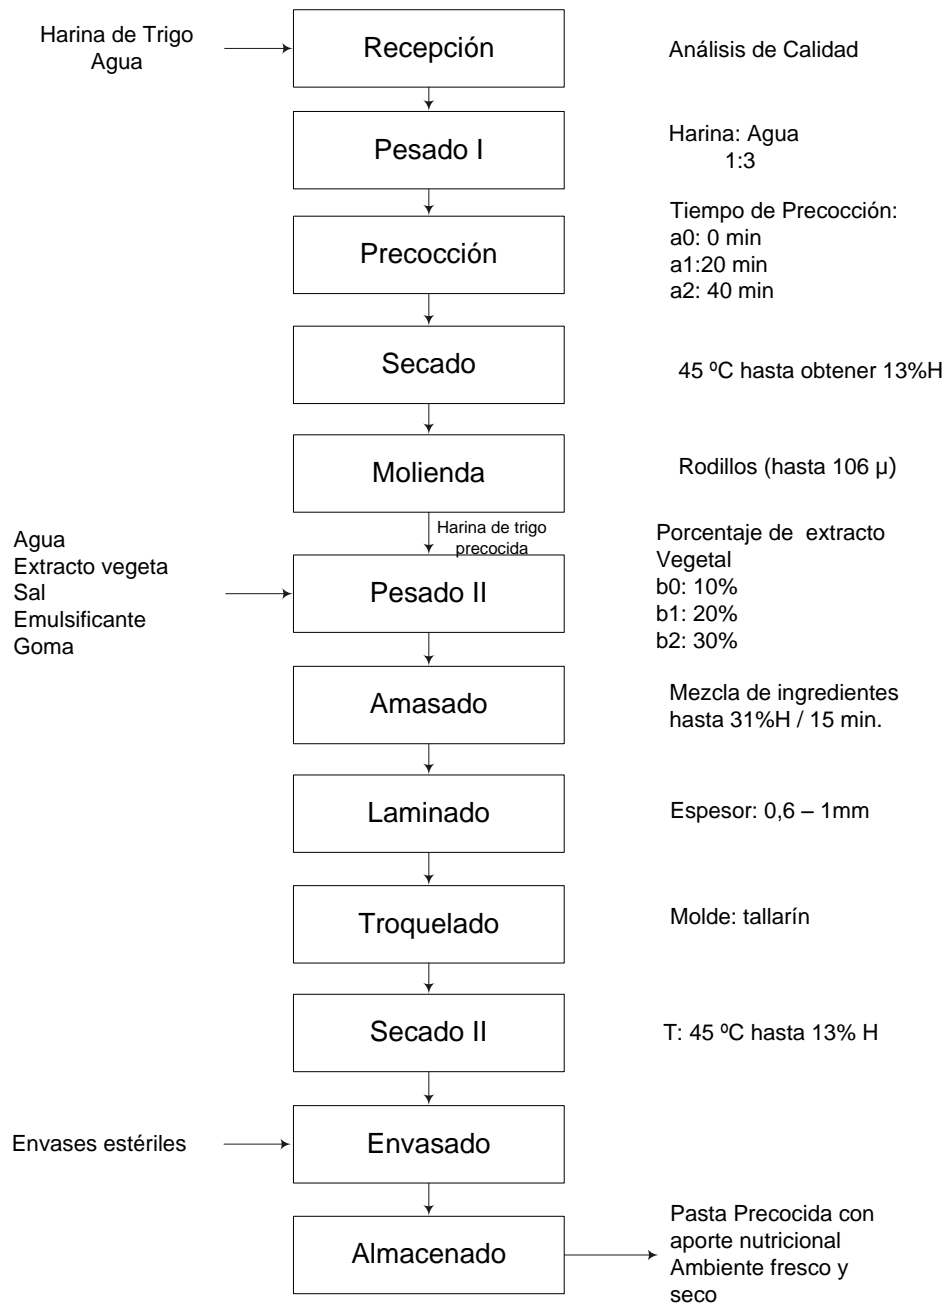 Harina de Trigo
Agua
Recepción
Análisis de Calidad
Pesado I
Harina: Agua
1:3
Precocción
Tiempo de Precocción:
a0: 0 min
a1:20 min
a2: 40 min
Secado
45 ºC hasta obtener 13%H
Molienda
Rodillos (hasta 106 µ)
Harina de trigo
precocida
Agua
Extracto vegeta
Sal
Emulsificante
Goma
Pesado II
Porcentaje de extracto
Vegetal
b0: 10%
b1: 20%
b2: 30%
Amasado
Mezcla de ingredientes
hasta 31%H / 15 min.
Laminado
Espesor: 0,6 – 1mm
Troquelado
Molde: tallarín
Secado II
T: 45 ºC hasta 13% H
Envases estériles
Envasado
Almacenado
Pasta Precocida con
aporte nutricional
Ambiente fresco y
seco